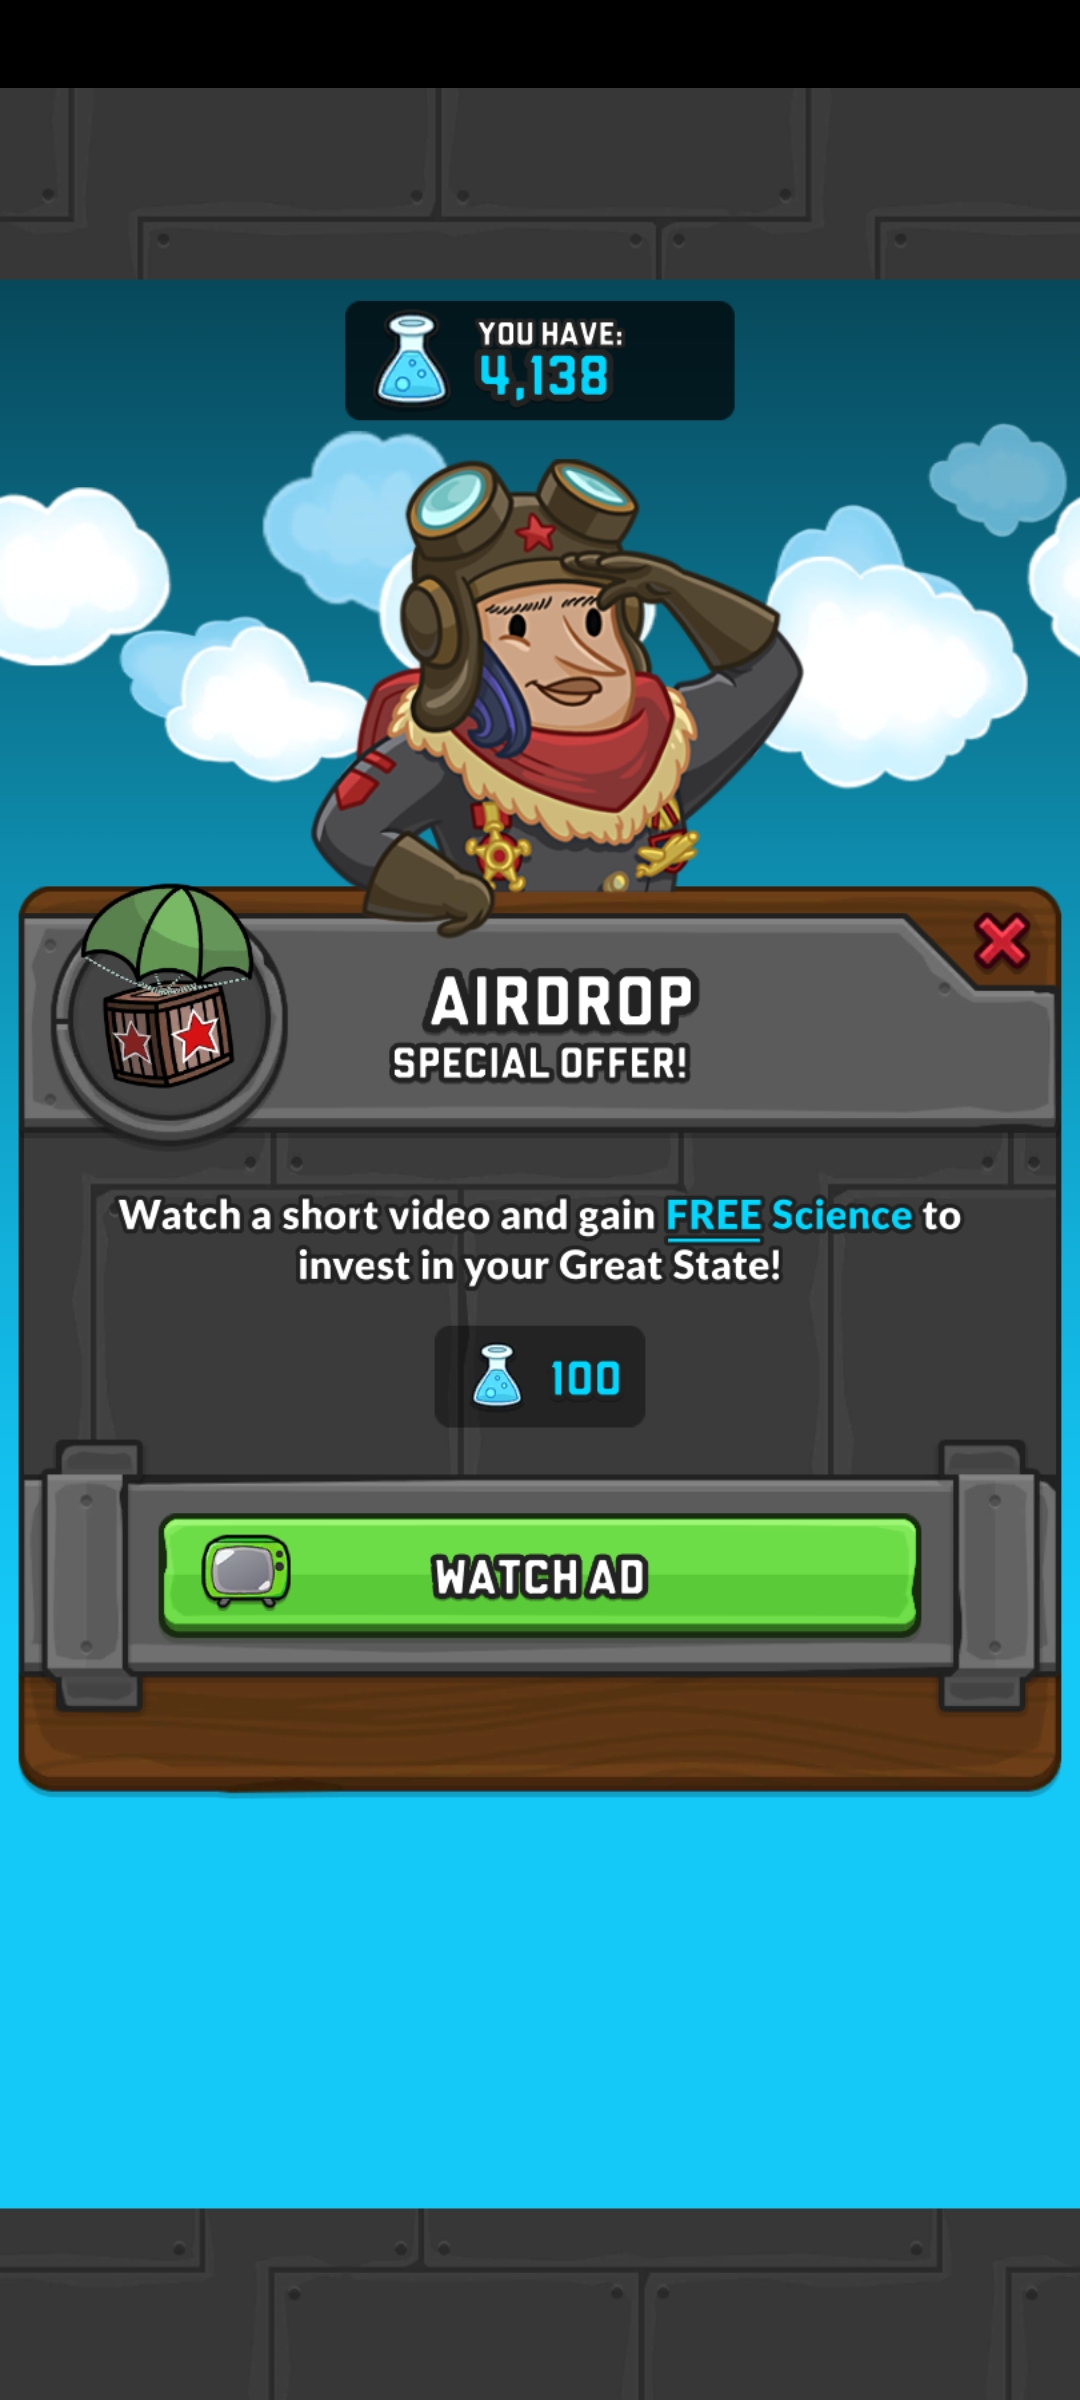 YOU HAVE:
4,138
AIRDROP
SPECIAL OFFER!
Watch a short video and gain FREE Science to
invest in your Great State!
100
WATCH AD